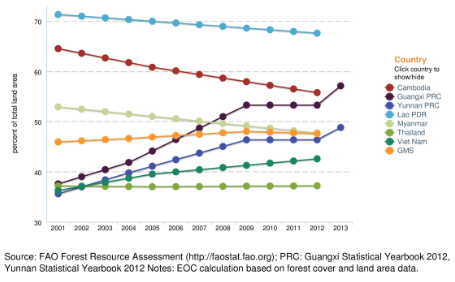 70
60
50
40
30
percent of total land area
2001 2002 2003 2004 2005 2006 2007 2008 2009 2010 2011 2012 2013
Country
Click country to
show/hide
Cambodia
Guangxi PRC
Yunnan PRC
Lao PDR
Myanmar
Thailand
Viet Nam
GMS
Source: FAO Forest Resource Assessment (http://faostat.fao.org); PRC: Guangxi Statistical Yearbook 2012,
Yunnan Statistical Yearbook 2012 Notes: EOC calculation based on forest cover and land area data.